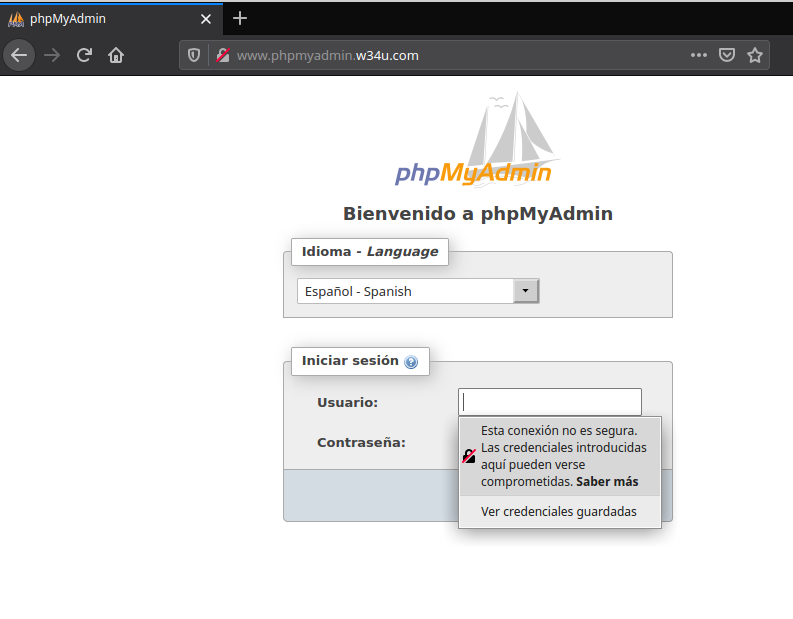 phpMyAdmin
www.phpmyadmin.w34u.com
phpMyAdmin
Bienvenido a phpMyAdmin
Idioma - Language
Español - Spanish
Iniciar sesión
Usuario:
Contraseña:
Esta conexión no es segura.
Las credenciales introducidas
aquí pueden verse
comprometidas. Saber más
Ver credenciales guardadas